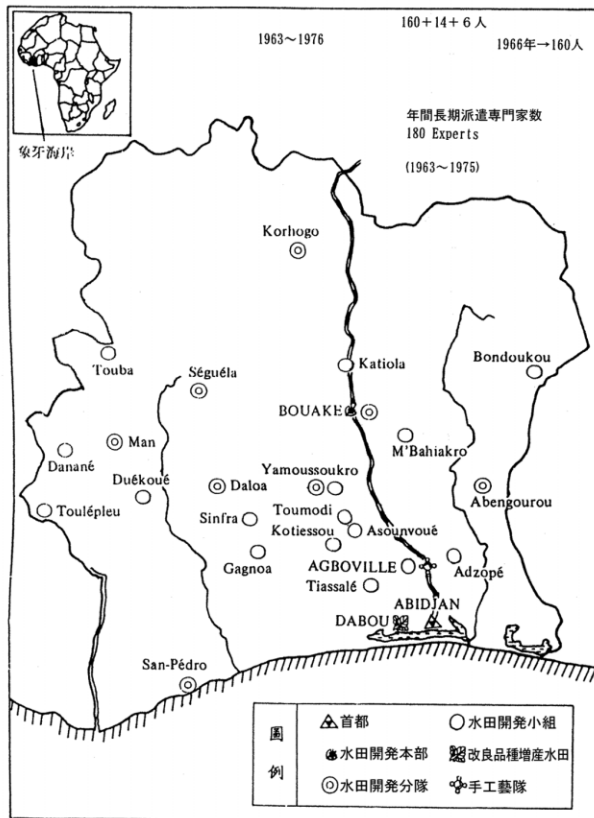 160+14+6人
1963～1976
1966年→160人
年間長期派遣専門家数
180 Experts
(1963～1975)
象牙海岸
Korhogo
Touba
Séguéla
Katiola
Bondoukou
BOUAKE
M'Bahiakro
Man
Danané
Duékoué
Toulépleu
Daloa
Yamoussoukro
Abengourou
Sinfra
Toumodi
Kotiessou
Asounvoué
Gagnoa
AGBOVILLE
Adzopé
Tiassalé
ABIDJAN
DABOU
San-Pédro
圖例
首都
水田開発小組
水田開発本部
改良品種増産水田
水田開発分隊
手工藝隊